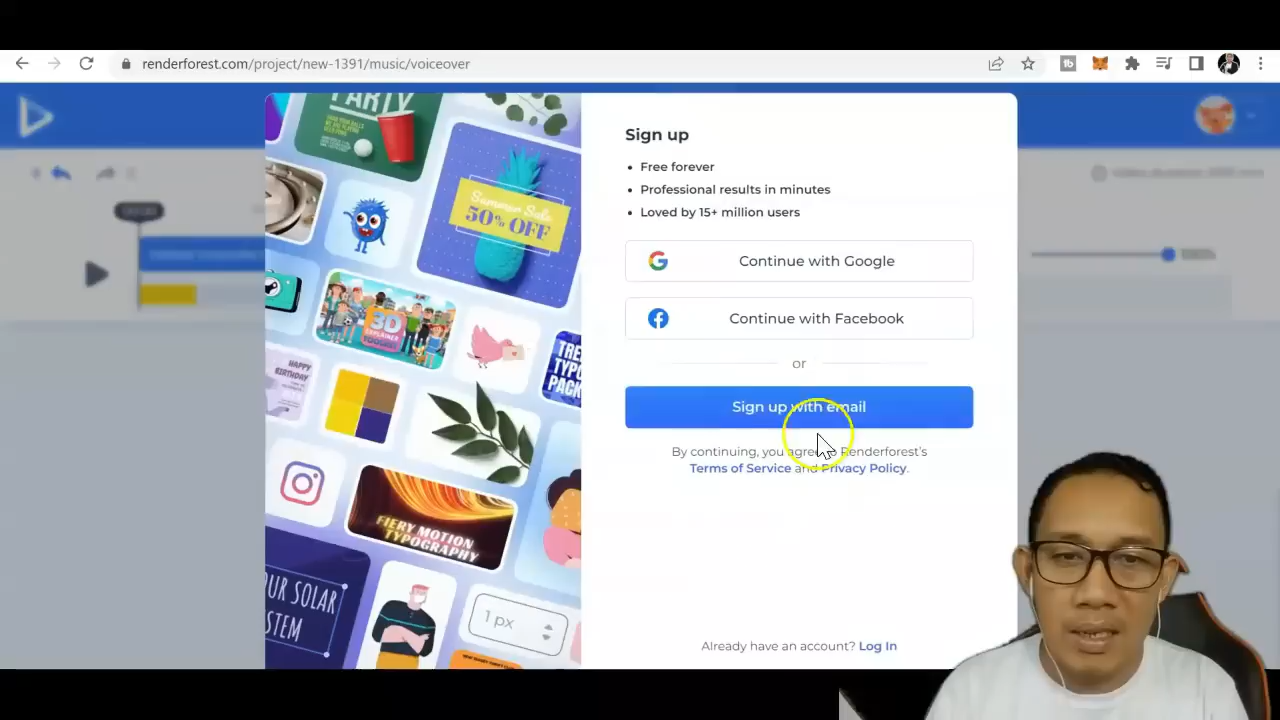 renderforest.com/project/new-1391/music/voiceover
PARTY
Summer Sale
50% OFF
3D
EXPLAINER
TOOLKIT
HAPPY
BIRTHDAY
FIERY MOTION
TYPOGRAPHY
OUR SOLAR
STEM
1 px
Sign up
• Free forever
• Professional results in minutes
• Loved by 15+ million users
Continue with Google
Continue with Facebook
or
Sign up with email
By continuing, you agree to Renderforest's
Terms of Service and Privacy Policy.
Already have an account? Log In